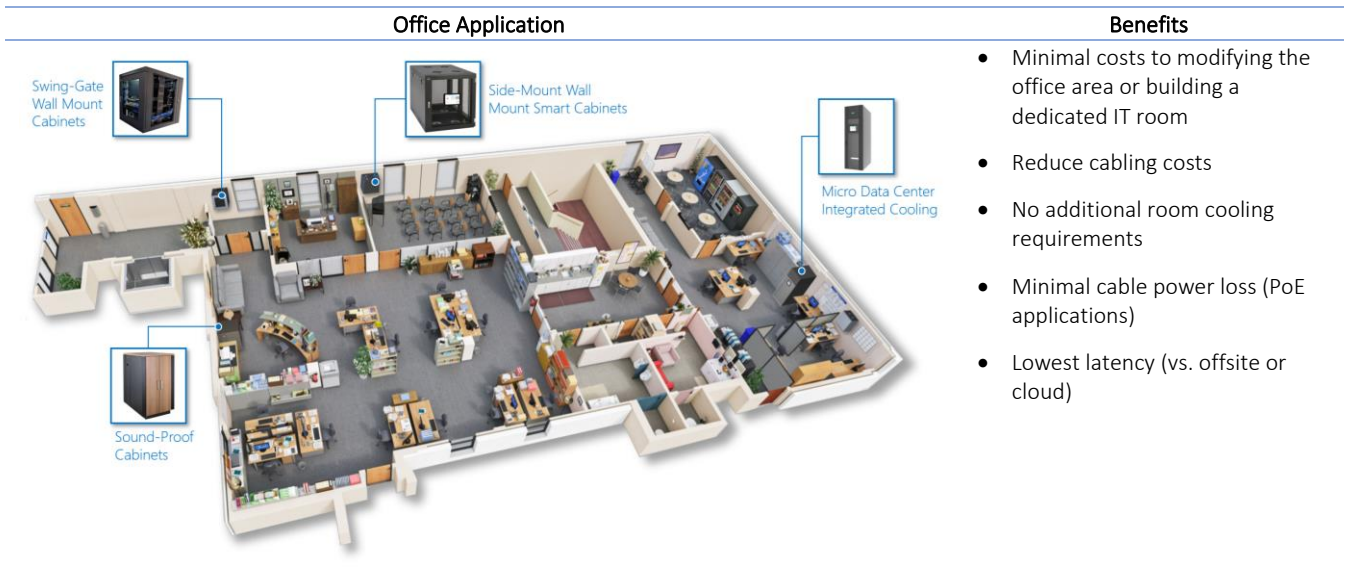 Office Application
Benefits
Swing-Gate
Wall Mount
Cabinets
Side-Mount Wall
Mount Smart Cabinets
Micro Data Center
Integrated Cooling
Sound-Proof
Cabinets
• Minimal costs to modifying the
office area or building a
dedicated IT room
• Reduce cabling costs
• No additional room cooling
requirements
• Minimal cable power loss (PoE
applications)
• Lowest latency (vs. offsite or
cloud)